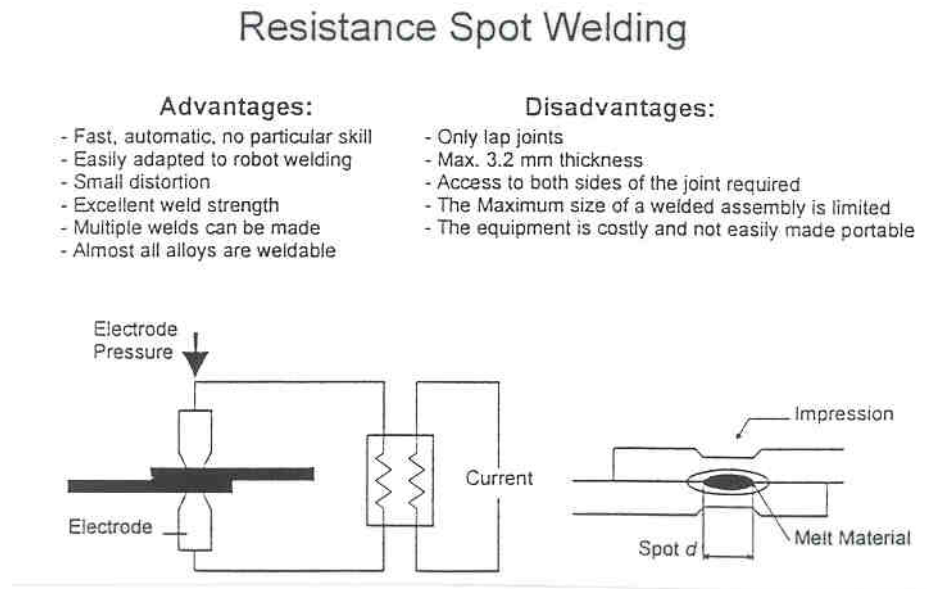 Resistance Spot Welding
Advantages:
- Fast, automatic, no particular skill
- Easily adapted to robot welding
- Small distortion
- Excellent weld strength
- Multiple welds can be made
- Almost all alloys are weldable
Disadvantages:
- Only lap joints
- Max. 3.2 mm thickness
- Access to both sides of the joint required
- The Maximum size of a welded assembly is limited
- The equipment is costly and not easily made portable
Electrode
Pressure
Current
Electrode
Impression
Melt Material
Spot d